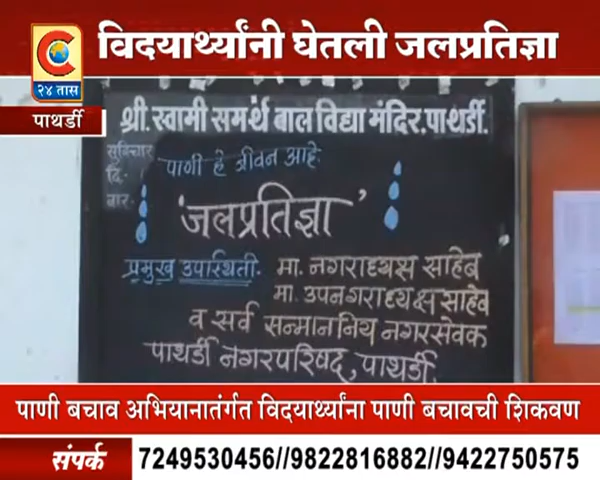 C
२४ तास
विदयार्थ्यांनी घेतली जलप्रतिज्ञा
पाथर्डी
श्री.स्वामी समर्थ बाल विद्या मंदिर.पाथर्डी.
सुविचार
दि.
वार.
पाणी हे जीवन आहे.
'जलप्रतिज्ञा'
प्रमुख उपस्थिती. मा. नगराध्यक्ष साहेब
मा. उपनगराध्यक्ष साहेब
व सर्व सन्माननिय नगरसेवक
पाथर्डी नगरपरिषद, पाथर्डी.
पाणी बचाव अभियानातंर्गत विदयार्थ्यांना पाणी बचावची शिकवण
संपर्क 7249530456//9822816882//9422750575